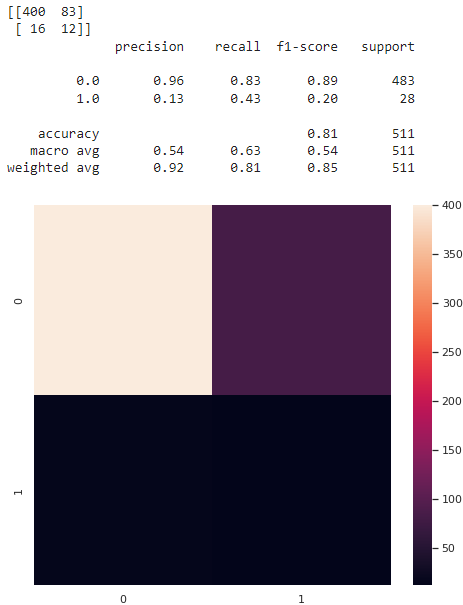 [[400  83]
 [ 16  12]]
              precision    recall  f1-score   support

         0.0       0.96      0.83      0.89       483
         1.0       0.13      0.43      0.20        28

    accuracy                           0.81       511
   macro avg       0.54      0.63      0.54       511
weighted avg       0.92      0.81      0.85       511
400
350
0
300
250
200
150
1
100
50
0 1